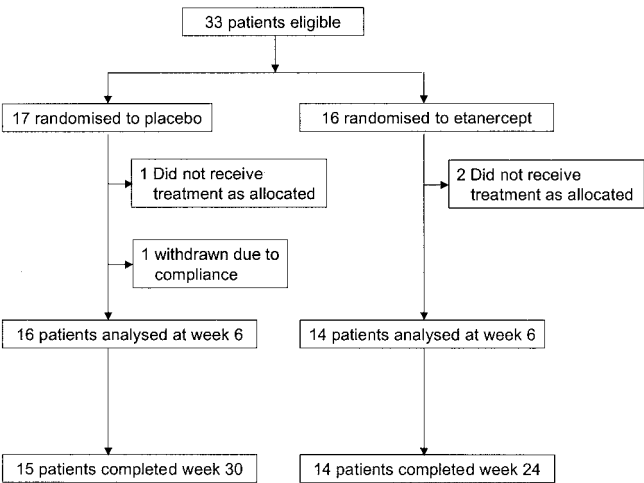 33 patients eligible
17 randomised to placebo
16 randomised to etanercept
1 Did not receive
treatment as allocated
2 Did not receive
treatment as allocated
1 withdrawn due to
compliance
16 patients analysed at week 6
14 patients analysed at week 6
15 patients completed week 30
14 patients completed week 24